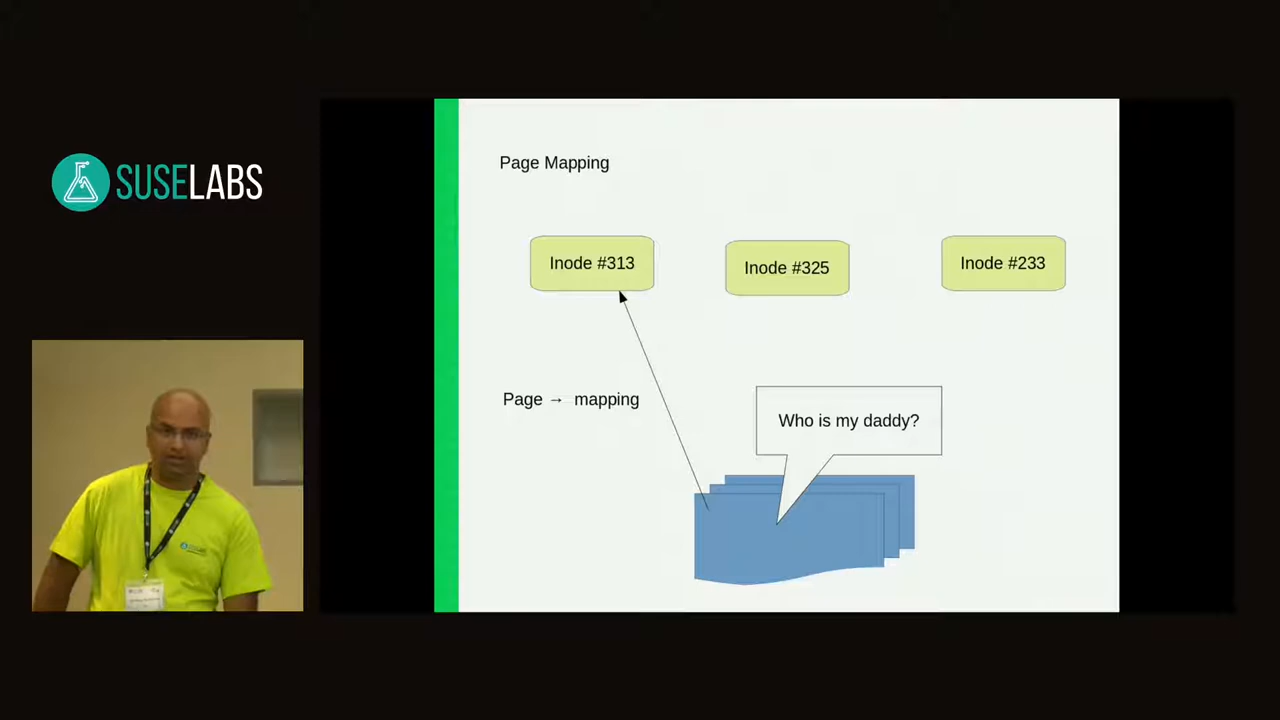 SUSELABS
Page Mapping
Inode #313
Inode #325
Inode #233
Page → mapping
Who is my daddy?